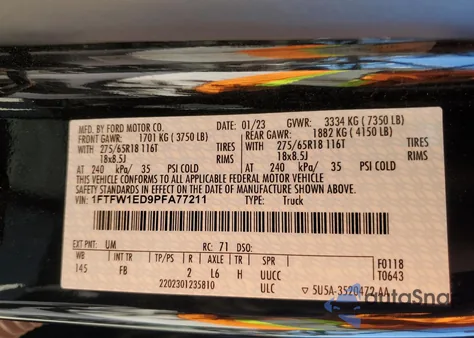 MFD. BY FORD MOTOR CO. 01/23 GVWR: 3334 KG (7350 LB)
FRONT GAWR: 1701 KG (3750 LB) REAR GAWR: 1882 KG (4150 LB)
WITH 275/65R18 116T TIRES WITH 275/65R18 116T TIRES
18x8.5J RIMS 18x8.5J RIMS
AT 240 kPa/ 35 PSI COLD AT 240 kPa/ 35 PSI COLD
THIS VEHICLE CONFORMS TO ALL APPLICABLE FEDERAL MOTOR VEHICLE
SAFETY STANDARDS IN EFFECT ON THE DATE OF MANUFACTURE SHOWN ABOVE.
VIN: 1FTFW1ED9PFA77211 TYPE: Truck
EXT PNT: UM RC: 71 DSO: F0118
WB INT TR TP/PS R AXLE TR SPR T0643
145 FB 2 L6 H UUCC
2202301235810 ULC 5U5A-3520472-AA
autoSna